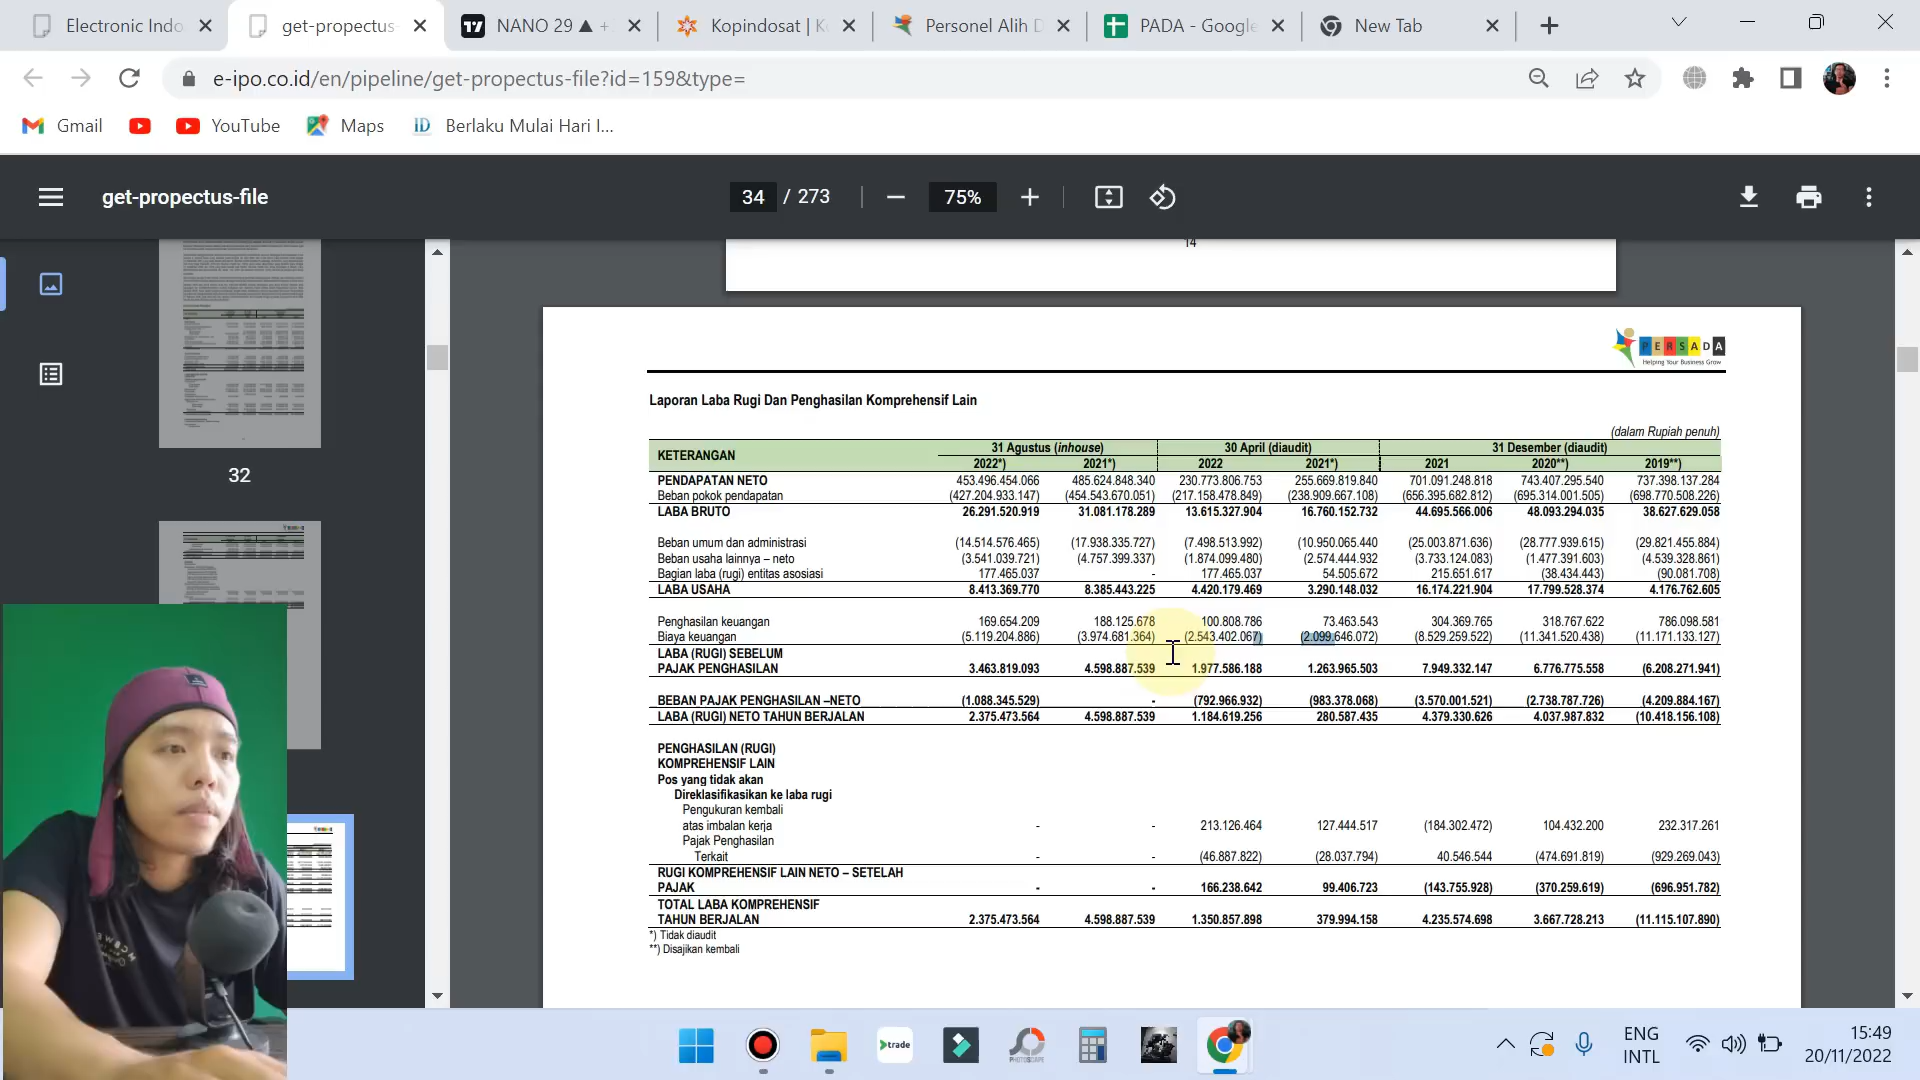 Electronic Indo
get-propectus-
NANO 29 ▲ +
Kopindosat | K
Personel Alih D
PADA - Google
New Tab
e-ipo.co.id/en/pipeline/get-propectus-file?id=159&type=
Gmail
YouTube
Maps
Berlaku Mulai Hari I...
get-propectus-file
34 / 273
75%
32
14
PERSADA
Helping Your Business Grow
Laporan Laba Rugi Dan Penghasilan Komprehensif Lain
(dalam Rupiah penuh)
KETERANGAN 31 Agustus (inhouse) 30 April (diaudit) 31 Desember (diaudit)
2022*) 2021*) 2022 2021*) 2021 2020**) 2019**)
PENDAPATAN NETO 453.496.454.066 485.624.848.340 230.773.806.753 255.669.819.840 701.091.248.818 743.407.295.540 737.398.137.284
Beban pokok pendapatan (427.204.933.147) (454.543.670.051) (217.158.478.849) (238.909.667.108) (656.395.682.812) (695.314.001.505) (698.770.508.226)
LABA BRUTO 26.291.520.919 31.081.178.289 13.615.327.904 16.760.152.732 44.695.566.006 48.093.294.035 38.627.629.058
Beban umum dan administrasi (14.514.576.465) (17.938.335.727) (7.498.513.992) (10.950.065.440 (25.003.871.636) (28.777.939.615) (29.821.455.884)
Beban usaha lainnya – neto (3.541.039.721) (4.757.399.337) (1.874.099.480) (2.574.444.932 (3.733.124.083) (1.477.391.603) (4.539.328.861)
Bagian laba (rugi) entitas asosiasi 177.465.037 - 177.465.037 54.505.672 215.651.617 (38.434.443) (90.081.708)
LABA USAHA 8.413.369.770 8.385.443.225 4.420.179.469 3.290.148.032 16.174.221.904 17.799.528.374 4.176.762.605
Penghasilan keuangan 169.654.209 188.125.678 100.808.786 73.463.543 304.369.765 318.767.622 786.098.581
Biaya keuangan (5.119.204.886) (3.974.681.364) (2.543.402.067) (2.099.646.072) (8.529.259.522) (11.341.520.438) (11.171.133.127)
LABA (RUGI) SEBELUM
PAJAK PENGHASILAN 3.463.819.093 4.598.887.539 1.977.586.188 1.263.965.503 7.949.332.147 6.776.775.558 (6.208.271.941)
BEBAN PAJAK PENGHASILAN –NETO (1.088.345.529) - (792.966.932) (983.378.068) (3.570.001.521) (2.738.787.726) (4.209.884.167)
LABA (RUGI) NETO TAHUN BERJALAN 2.375.473.564 4.598.887.539 1.184.619.256 280.587.435 4.379.330.626 4.037.987.832 (10.418.156.108)
PENGHASILAN (RUGI)
KOMPREHENSIF LAIN
Pos yang tidak akan
Direklasifikasikan ke laba rugi
Pengukuran kembali
atas imbalan kerja - - 213.126.464 127.444.517 (184.302.472) 104.432.200 232.317.261
Pajak Penghasilan
Terkait - - (46.887.822) (28.037.794) 40.546.544 (474.691.819) (929.269.043)
RUGI KOMPREHENSIF LAIN NETO – SETELAH
PAJAK - - 166.238.642 99.406.723 (143.755.928) (370.259.619) (696.951.782)
TOTAL LABA KOMPREHENSIF
TAHUN BERJALAN 2.375.473.564 4.598.887.539 1.350.857.898 379.994.158 4.235.574.698 3.667.728.213 (11.115.107.890)
*) Tidak diaudit
**) Disajikan kembali
trade
PHOTOSCAPE
ENG
INTL
15:49
20/11/2022